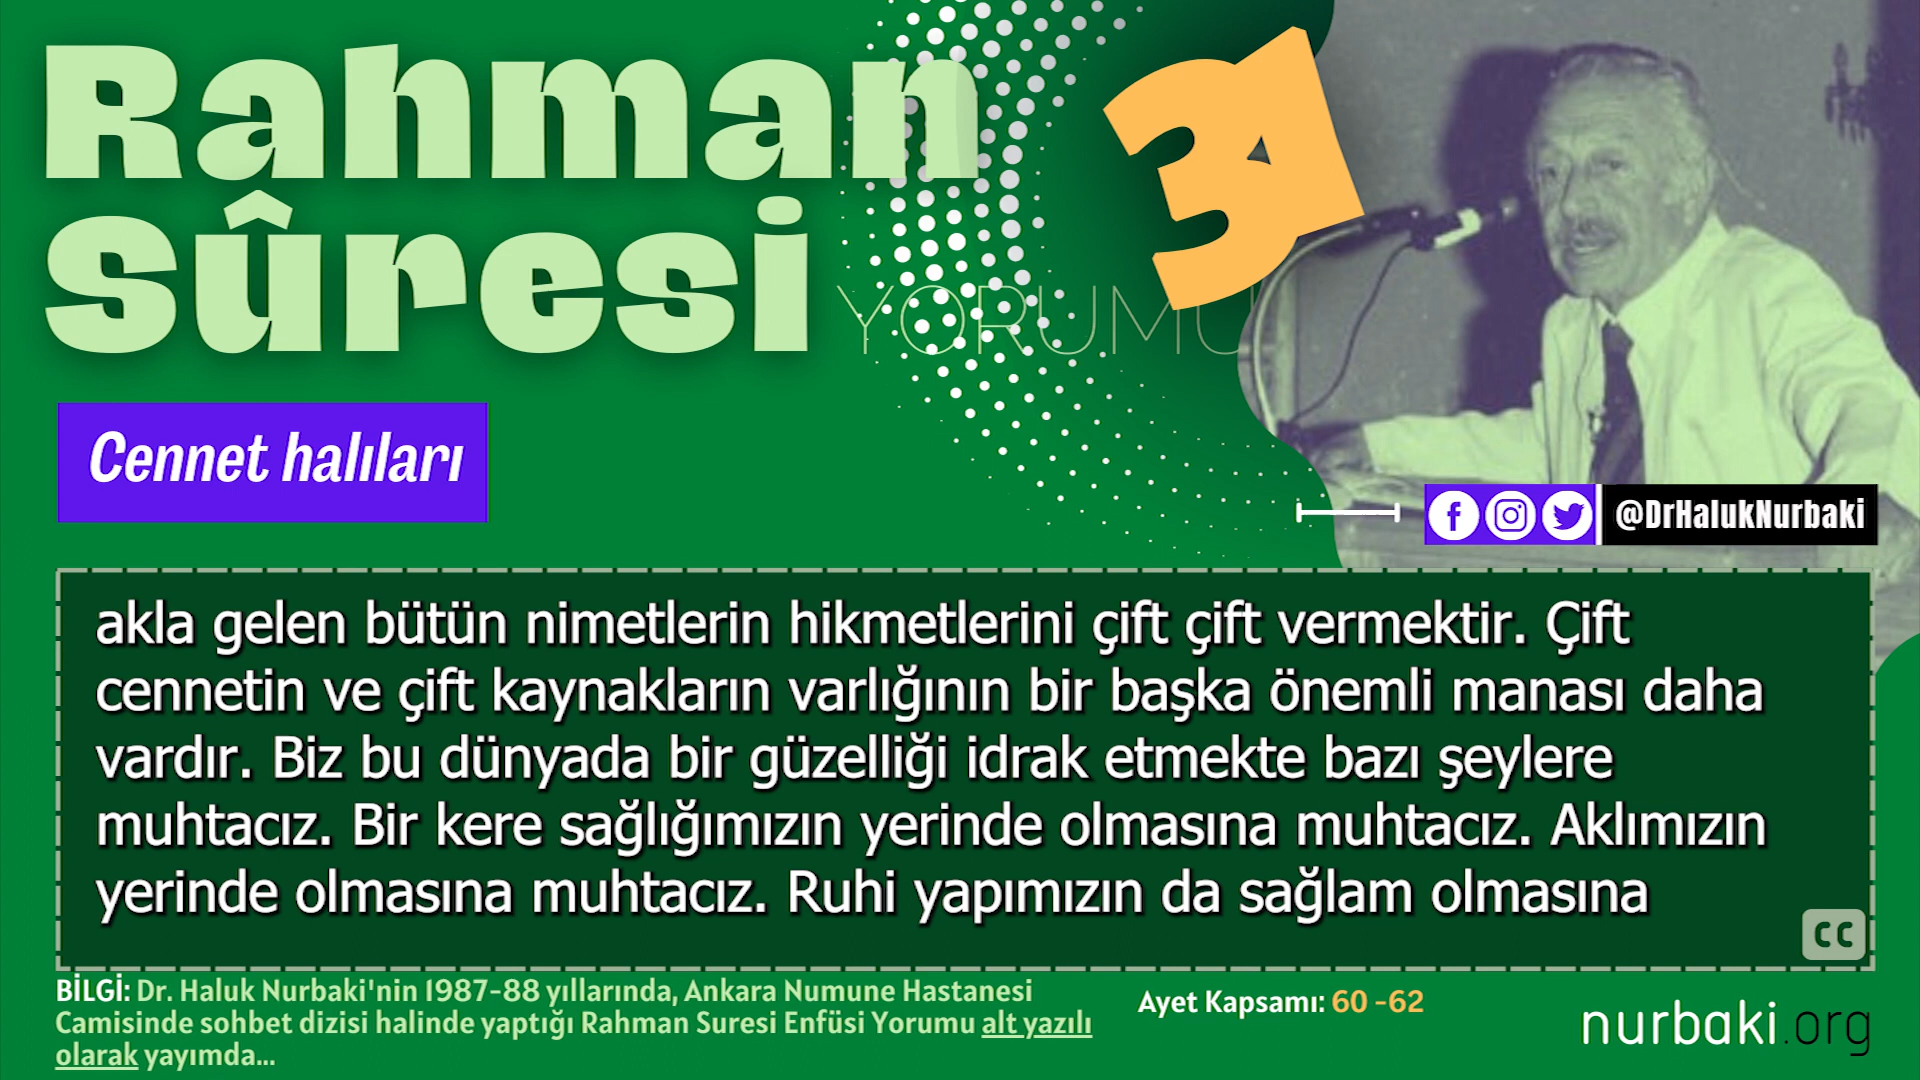 Rahman
Sûresi
YORUMU
34
Cennet halıları
@DrHalukNurbaki
akla gelen bütün nimetlerin hikmetlerini çift çift vermektir. Çift
cennetin ve çift kaynakların varlığının bir başka önemli manası daha
vardır. Biz bu dünyada bir güzelliği idrak etmekte bazı şeylere
muhtacız. Bir kere sağlığımızın yerinde olmasına muhtacız. Aklımızın
yerinde olmasına muhtacız. Ruhi yapımızın da sağlam olmasına
CC
BİLGİ: Dr. Haluk Nurbaki'nin 1987-88 yıllarında, Ankara Numune Hastanesi
Camisinde sohbet dizisi halinde yaptığı Rahman Suresi Enfüsi Yorumu alt yazılı
olarak yayımda...
Ayet Kapsamı: 60 -62
nurbaki.org